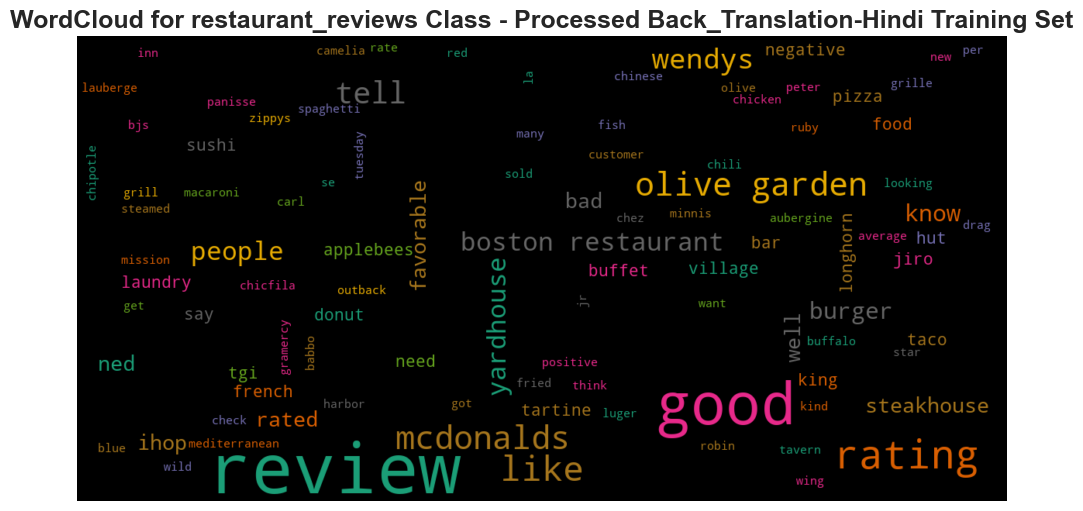 WordCloud for restaurant_reviews Class - Processed Back_Translation-Hindi Training Set
inn
camelia
rate
red
la
chinese
wendys
negative
new
per
lauberge
panisse
zippys
spaghetti
tell
olive
chicken
peter
pizza
grille
bjs
sushi
tuesday
many
fish
customer
ruby
food
chipotle
grill
steamed
macaroni
carl
se
sold
chili
olive garden
looking
favorable
bad
chez
minnis
aubergine
longhorn
know
drag
people
applebees
boston restaurant
bar
average
hut
jiro
mission
laundry
chicfila
outback
yardhouse
buffet
village
get
say
gramercy
babbo
donut
jr
want
well
burger
buffalo
taco
star
ned
tgi
french
need
positive
fried
think
king
kind
good
steakhouse
check
rated
harbor
got
tartine
luger
blue
ihop
mediterranean
mcdonalds
robin
tavern
rating
wild
review
like
wing